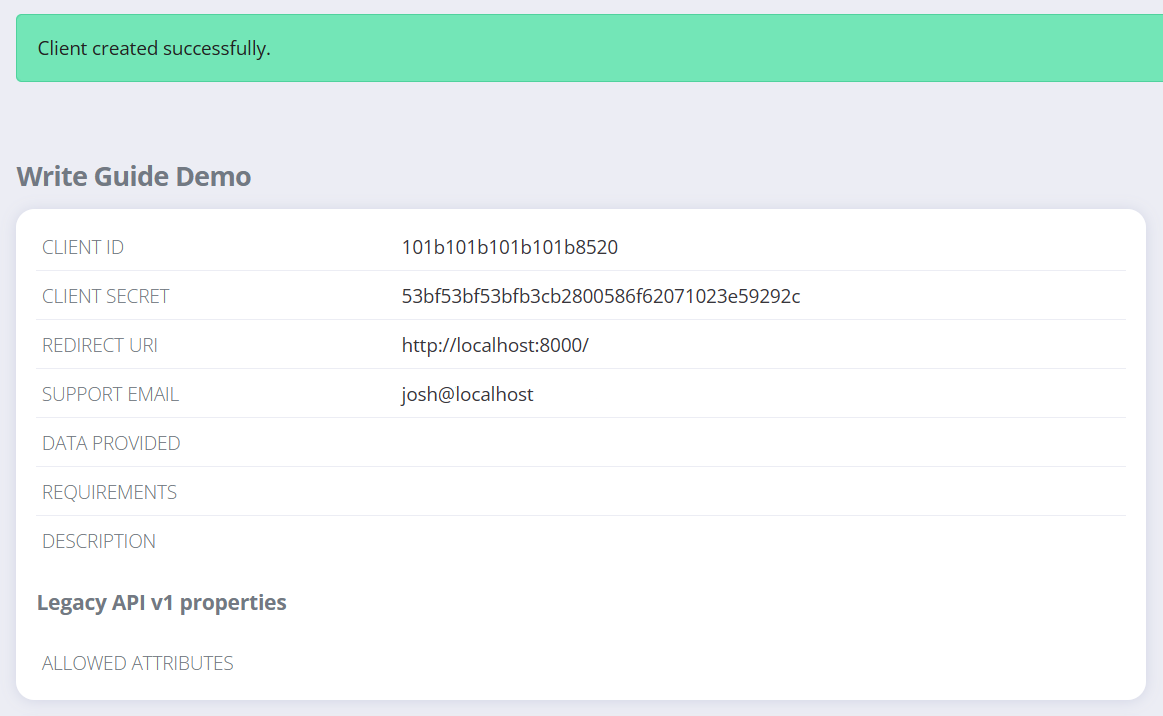 Client created successfully.
Write Guide Demo
CLIENT ID 101b101b101b101b8520
CLIENT SECRET 53bf53bf53bfb3cb2800586f62071023e59292c
REDIRECT URI http://localhost:8000/
SUPPORT EMAIL josh@localhost
DATA PROVIDED
REQUIREMENTS
DESCRIPTION
Legacy API v1 properties
ALLOWED ATTRIBUTES